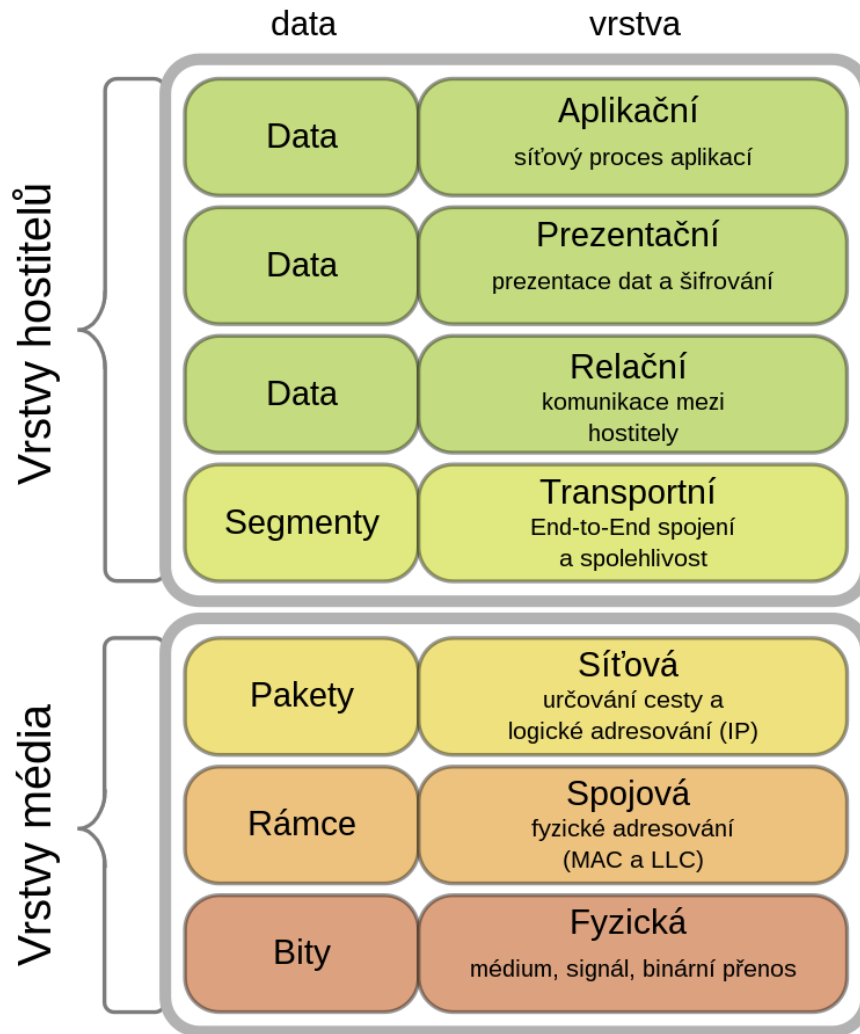 data
vrstva
Vrstvy hostitelů
Data
Aplikační
síťový proces aplikací
Data
Prezentační
prezentace dat a šifrování
Data
Relační
komunikace mezi
hostitely
Segmenty
Transportní
End-to-End spojení
a spolehlivost
Vrstvy média
Pakety
Síťová
určování cesty a
logické adresování (IP)
Rámce
Spojová
fyzické adresování
(MAC a LLC)
Bity
Fyzická
médium, signál, binární přenos